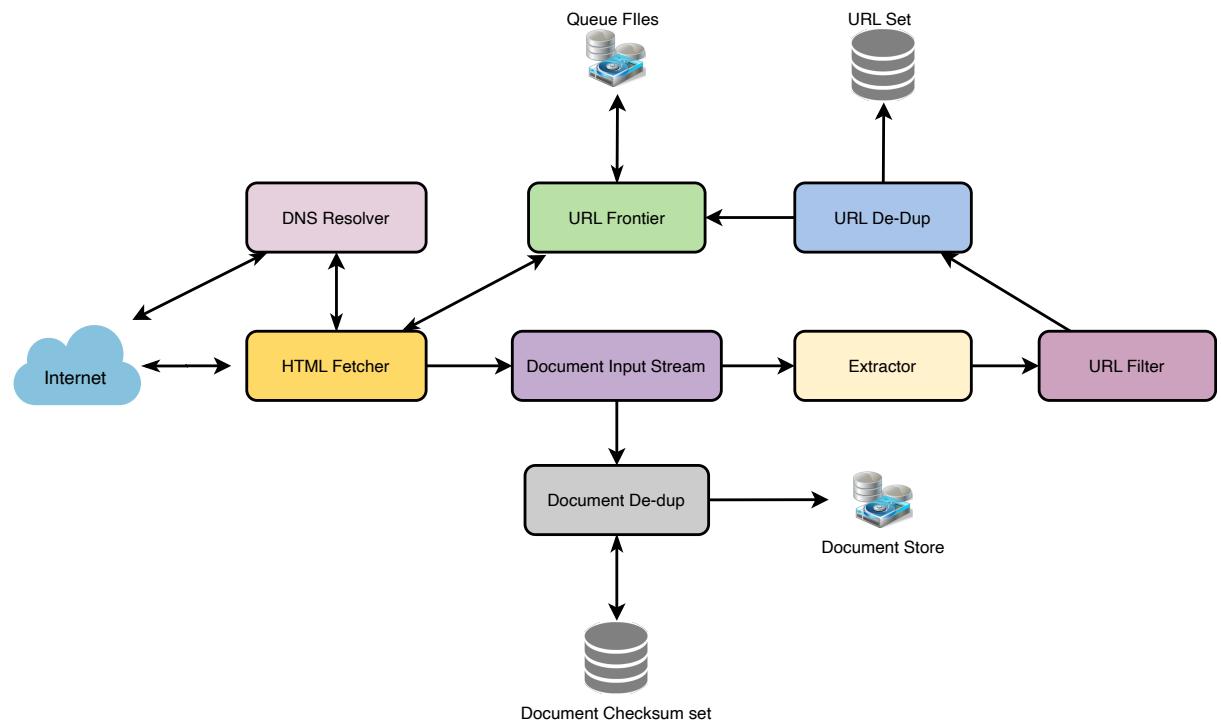 Queue FIles
URL Set
DNS Resolver
URL Frontier
URL De-Dup
Internet
HTML Fetcher
Document Input Stream
Extractor
URL Filter
Document De-dup
Document Store
Document Checksum set